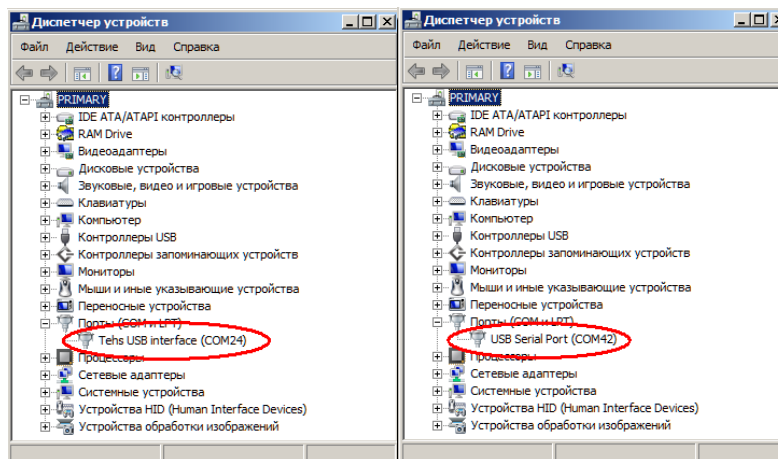 Диспетчер устройств
Файл Действие Вид Справка
PRIMARY
IDE ATA/ATAPI контроллеры
RAM Drive
Видеоадаптеры
Дисковые устройства
Звуковые, видео и игровые устройства
Клавиатуры
Компьютер
Контроллеры USB
Контроллеры запоминающих устройств
Мониторы
Мыши и иные указывающие устройства
Переносные устройства
Порты (COM и LPT)
Tehs USB interface (COM24)
Процессоры
Сетевые адаптеры
Системные устройства
Устройства HID (Human Interface Devices)
Устройства обработки изображений
Диспетчер устройств
Файл Действие Вид Справка
PRIMARY
IDE ATA/ATAPI контроллеры
RAM Drive
Видеоадаптеры
Дисковые устройства
Звуковые, видео и игровые устройства
Клавиатуры
Компьютер
Контроллеры USB
Контроллеры запоминающих устройств
Мониторы
Мыши и иные указывающие устройства
Переносные устройства
Порты (COM и LPT)
USB Serial Port (COM42)
Процессоры
Сетевые адаптеры
Системные устройства
Устройства HID (Human Interface Devices)
Устройства обработки изображений